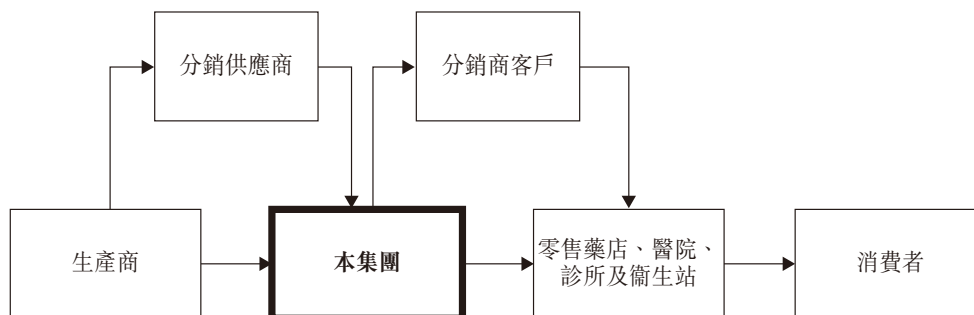 分銷供應商
分銷商客戶
生產商
本集團
零售藥店、醫院、
診所及衞生站
消費者